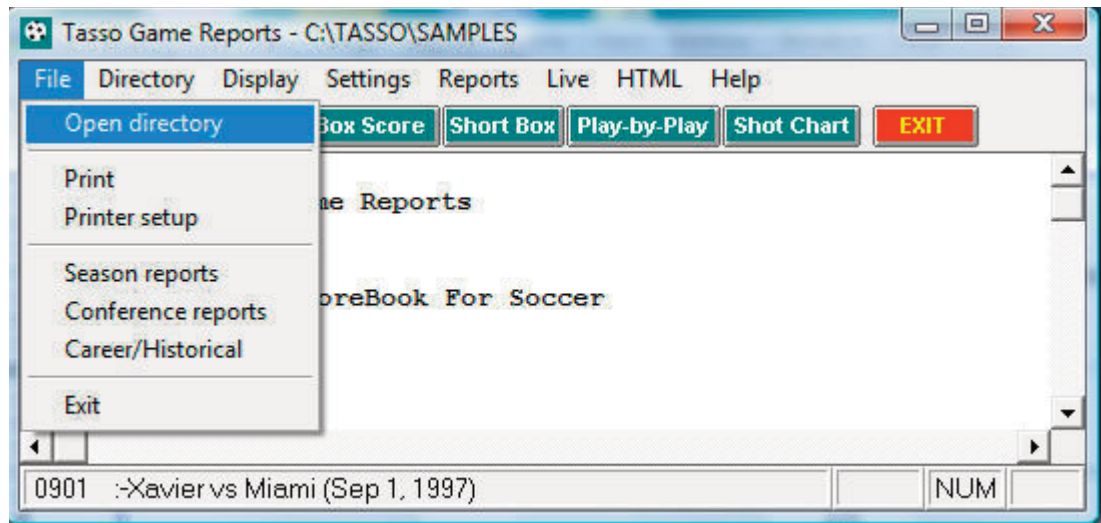 Tasso Game Reports - C:\TASSO\SAMPLES
File Directory Display Settings Reports Live HTML Help
Open directory
Box Score Short Box Play-by-Play Shot Chart EXIT
Print
me Reports
Printer setup
Season reports
oreBook For Soccer
Conference reports
Career/Historical
Exit
0901 :-Xavier vs Miami (Sep 1, 1997) NUM